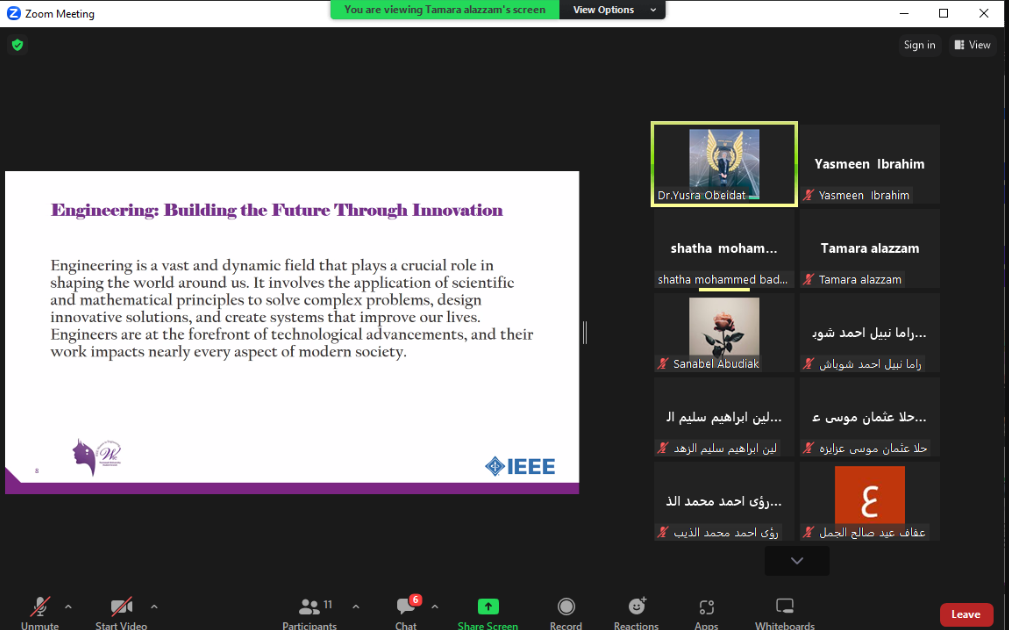 Zoom Meeting
You are viewing Tamara alazzam's screen
View Options
Sign in
View
Engineering: Building the Future Through Innovation
Engineering is a vast and dynamic field that plays a crucial role in
shaping the world around us. It involves the application of scientific
and mathematical principles to solve complex problems, design
innovative solutions, and create systems that improve our lives.
Engineers are at the forefront of technological advancements, and their
work impacts nearly every aspect of modern society.
8
IEEE
Dr.Yusra Obeidat
Yasmeen Ibrahim
Yasmeen Ibrahim
shatha moham...
shatha mohammed bad...
Tamara alazzam
Tamara alazzam
Sanabel Abudiak
راما نبيل احمد شوب...
راما نبيل احمد شوباش
لين ابراهيم سليم ال...
لين ابراهيم سليم الزهد
حلا عثمان موسى ع...
حلا عثمان موسى عزايزه
رؤى احمد محمد الذ...
رؤى احمد محمد الذيب
ع
عفاف عيد صالح الجمل
Unmute
Start Video
11
Participants
6
Chat
Share Screen
Record
Reactions
Apps
Whiteboards
Leave